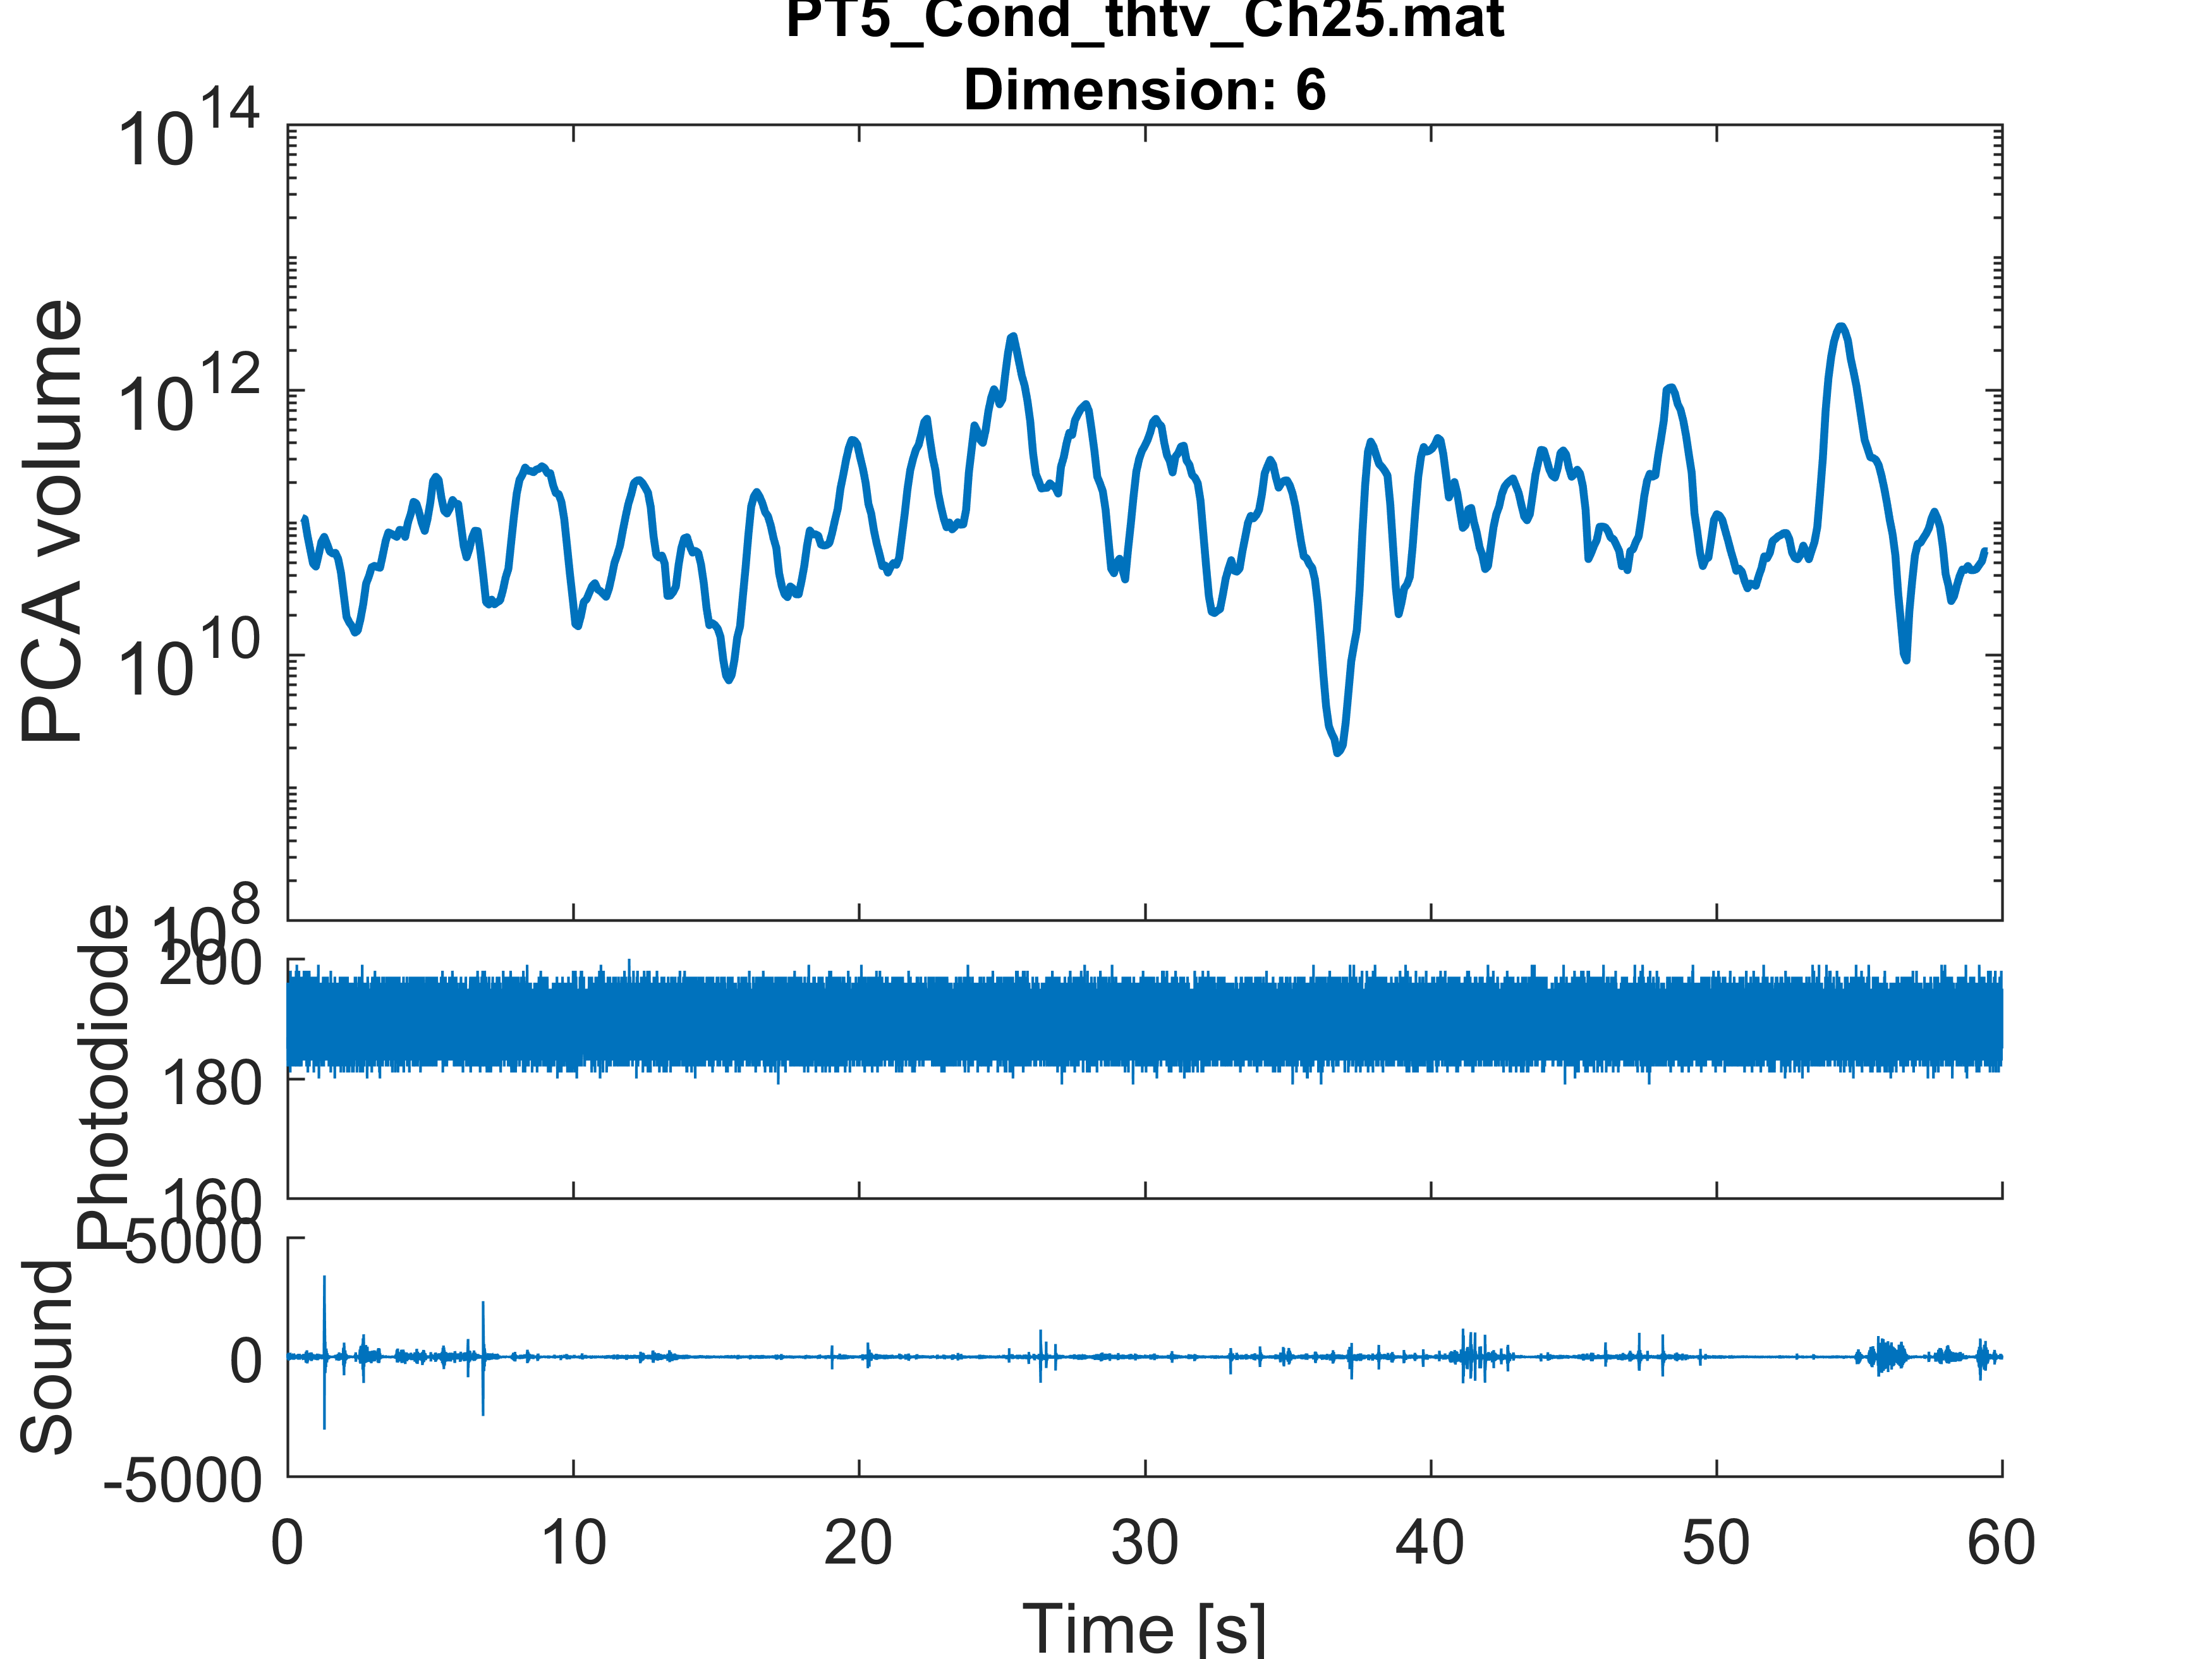 PT5_Cond_thtv_Ch25.mat
Dimension: 6
10^14
10^12
10^10
10^8
PCA volume
200
180
160
Photodiode
5000
0
-5000
Sound
0 10 20 30 40 50 60
Time [s]